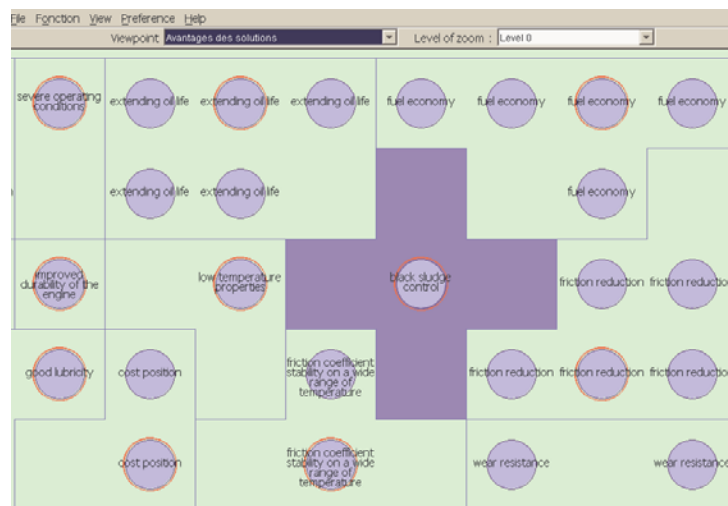 File Fonction View Preference Help
Viewpoint Avantages des solutions Level of zoom : Level 0
severe operating
conditions
extending oil life
extending oil life
extending oil life
fuel economy
fuel economy
fuel economy
fuel economy
extending oil life
extending oil life
fuel economy
improved
durability of the
engine
low temperature
properties
black sludge
control
friction reduction
friction reduction
good lubricity
cost position
friction coefficient
stability on a wide
range of
temperature
friction reduction
friction reduction
friction reduction
cost position
friction coefficient
stability on a wide
range of
temperature
wear resistance
wear resistance